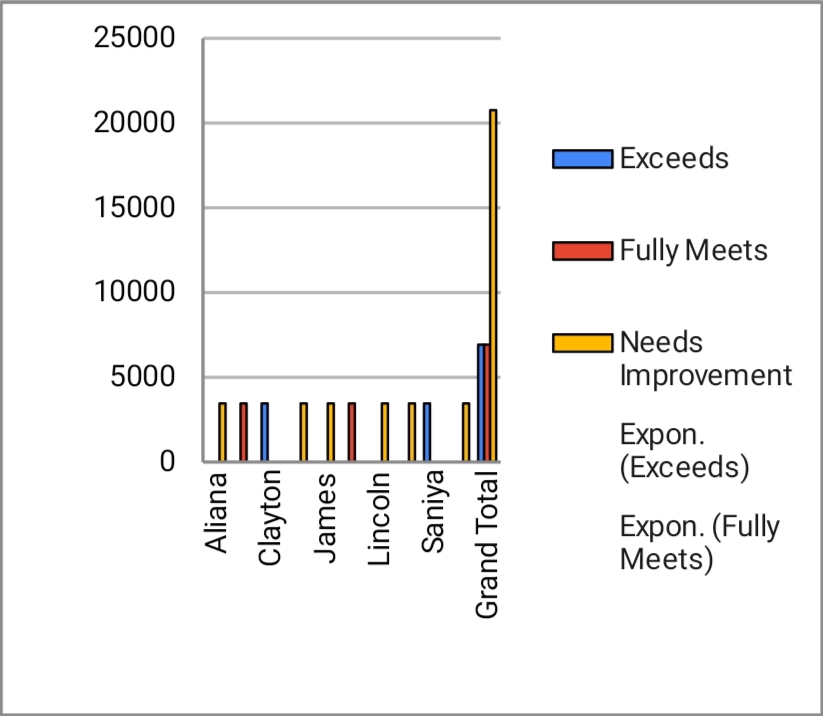 25000
20000
15000
10000
5000
0
Aliana
Clayton
James
Lincoln
Saniya
Grand Total
Exceeds
Fully Meets
Needs
Improvement
Expon.
(Exceeds)
Expon. (Fully
Meets)